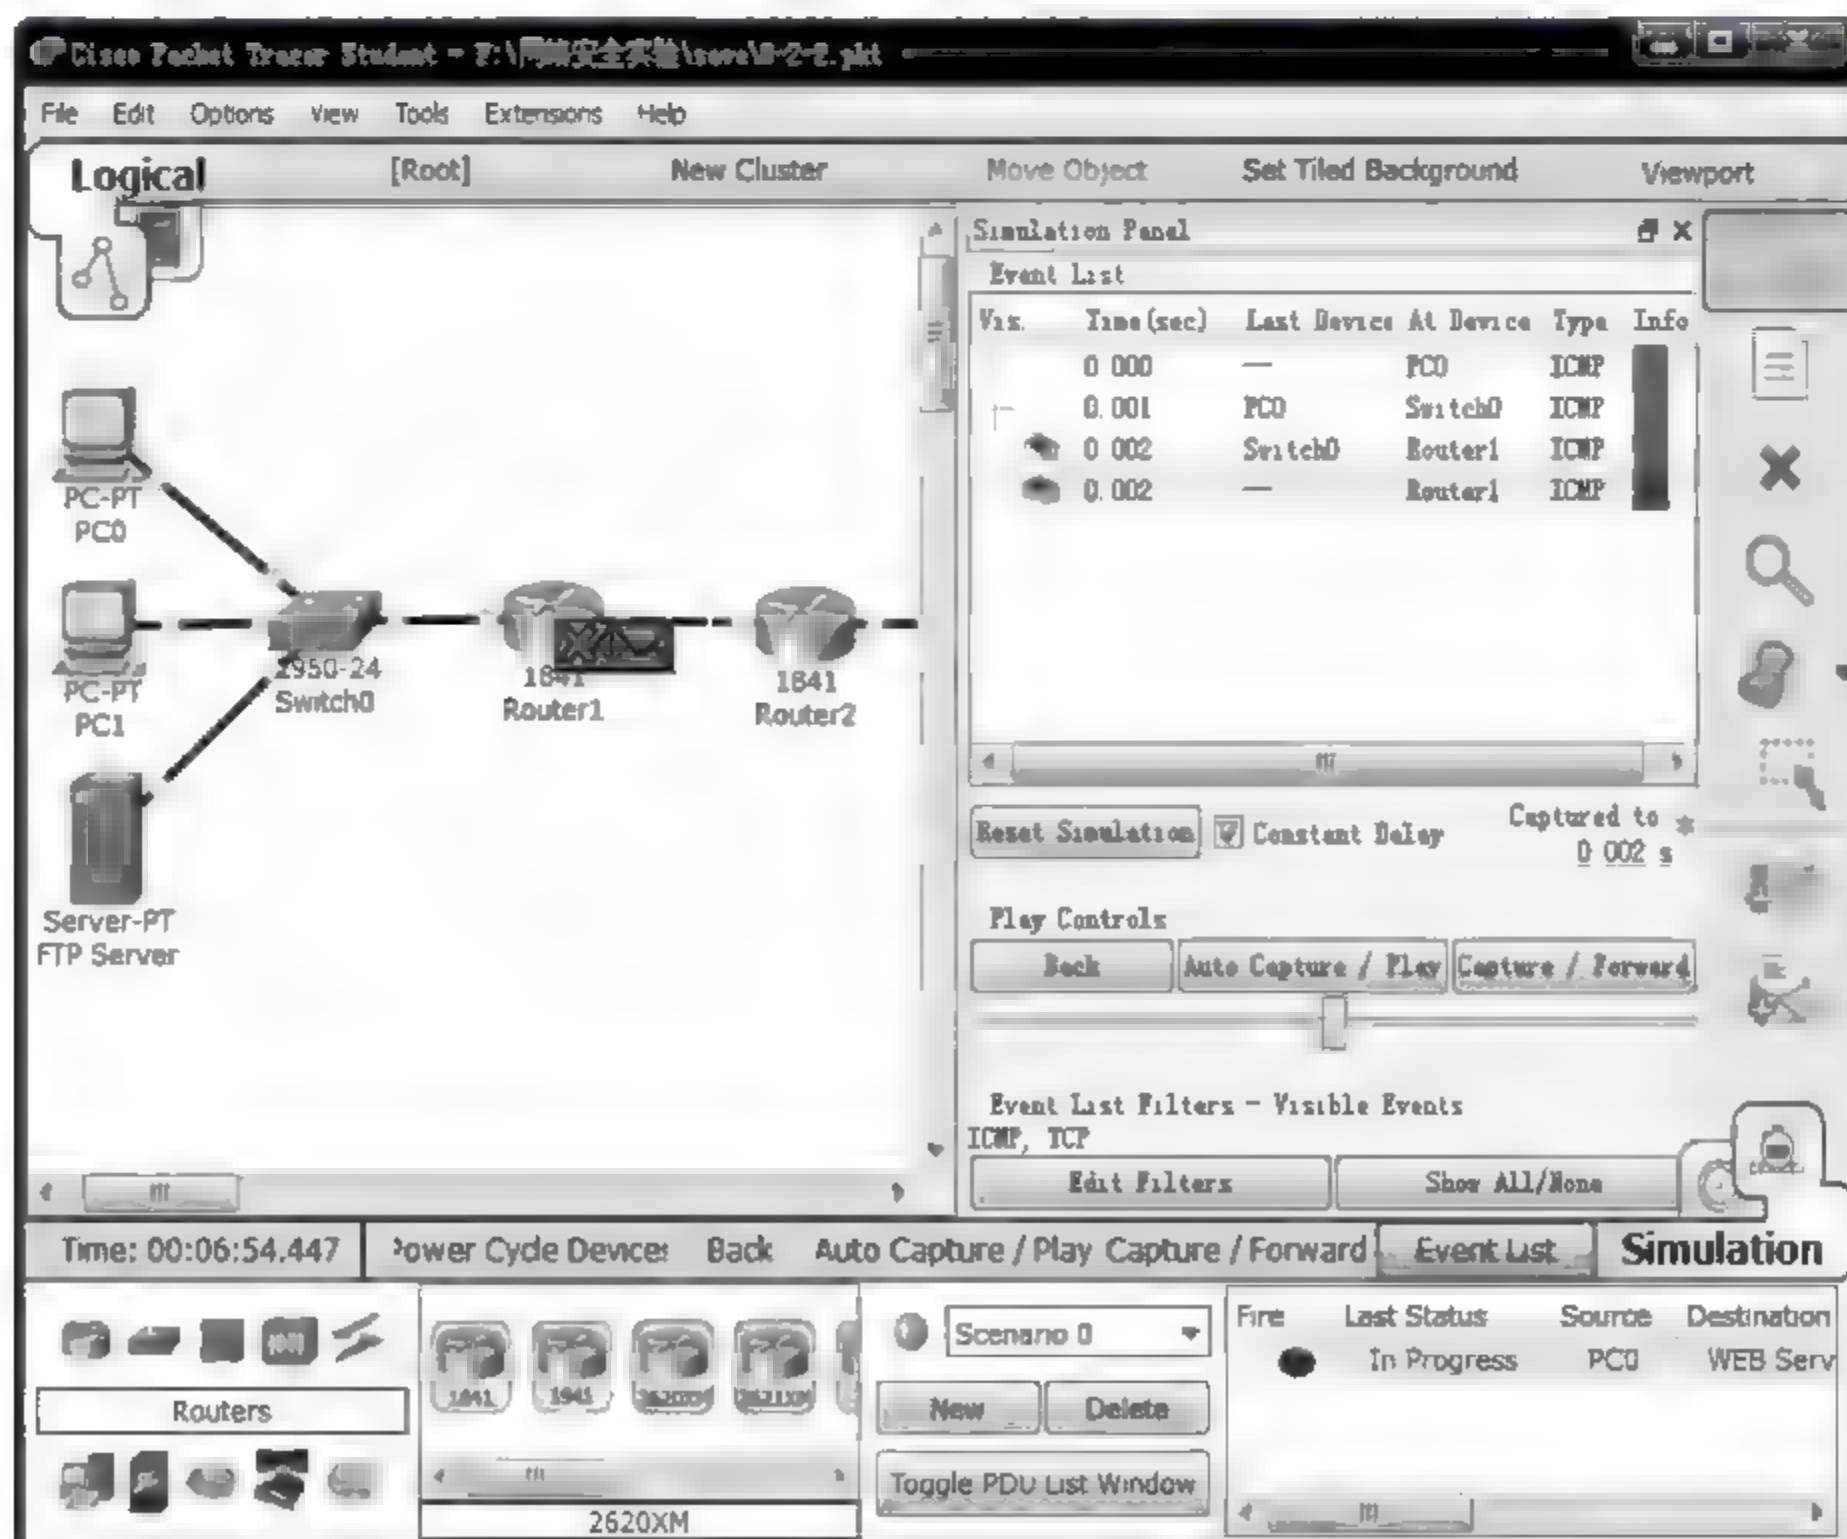 Cisco Packet Tracer Student - F:\网络安全实验\save\8-2-2.pkt
File Edit Options View Tools Extensions Help
Logical [Root] New Cluster Move Object Set Tiled Background Viewport
Simulation Panel
Event List
Vis. Time(sec) Last Device At Device Type Info
0.000 — PC0 ICMP
0.001 PC0 Switch0 ICMP
0.002 Switch0 Router1 ICMP
0.002 — Router1 ICMP
PC-PT
PC0
PC-PT
PC1
2950-24
Switch0
1841
Router1
1841
Router2
Server-PT
FTP Server
Reset Simulation Constant Delay Captured to *
0.002 s
Play Controls
Back Auto Capture / Play Capture / Forward
Event List Filters - Visible Events
ICMP, TCP
Edit Filters Show All/None
Time: 00:06:54.447 Power Cycle Devices Back Auto Capture / Play Capture / Forward Event List Simulation
Routers
1841 1941 2620XM 2621XM
2620XM
Scenario 0
New Delete
Toggle PDU List Window
Fire Last Status Source Destination
In Progress PC0 WEB Serv